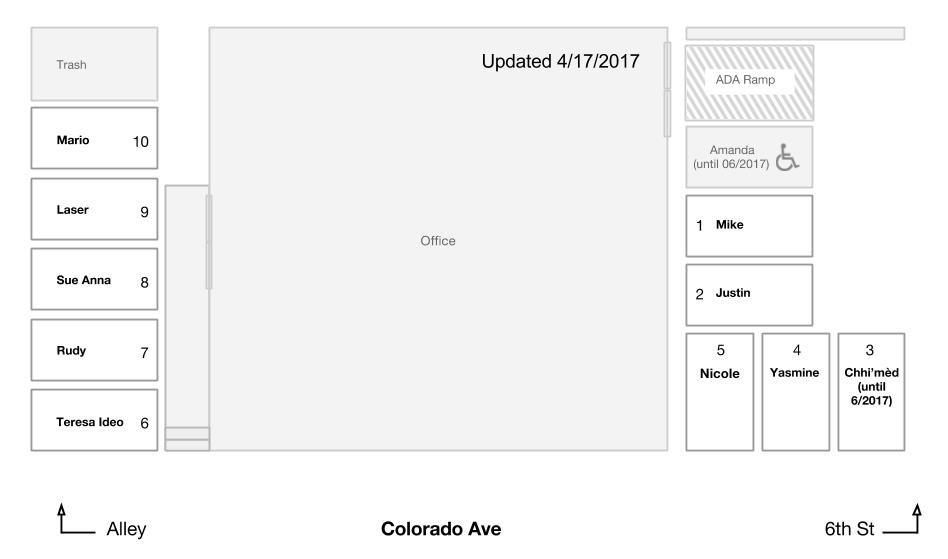 Trash
Updated 4/17/2017
ADA Ramp
Mario 10
Amanda
(until 06/2017)
Laser 9
1 Mike
Office
Sue Anna 8
2 Justin
Rudy 7
5
Nicole
4
Yasmine
3
Chhi’mèd
(until
6/2017)
Teresa Ideo 6
Alley
Colorado Ave
6th St